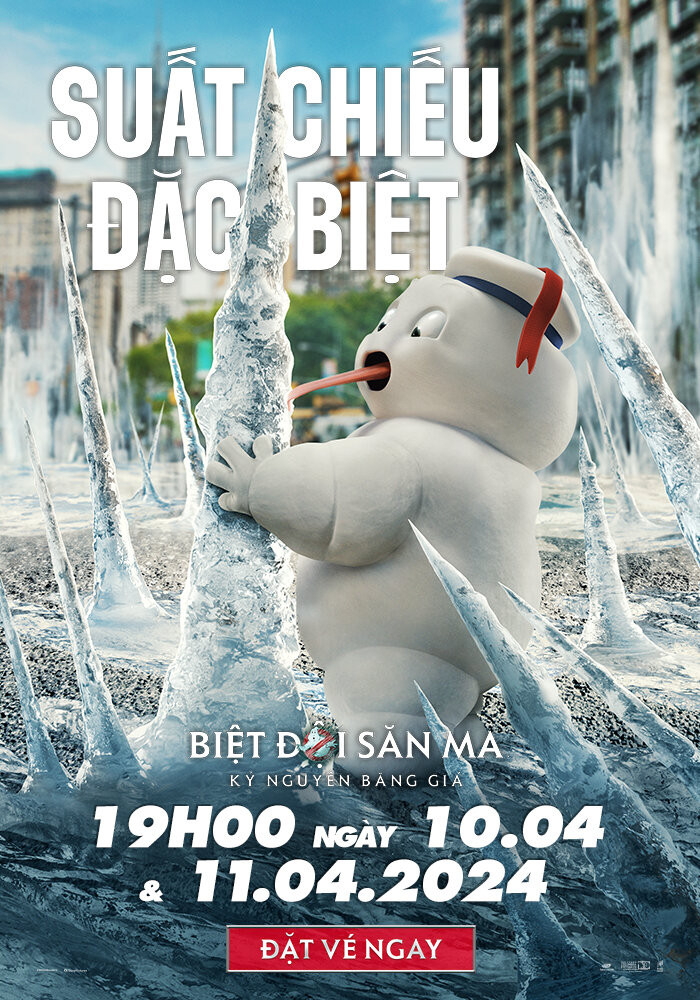 SUẤT CHIẾU
ĐẶC BIỆT
BIỆT ĐỘI SĂN MA
KỶ NGUYÊN BĂNG GIÁ
19H00 NGÀY 10.04
& 11.04.2024
ĐẶT VÉ NGAY